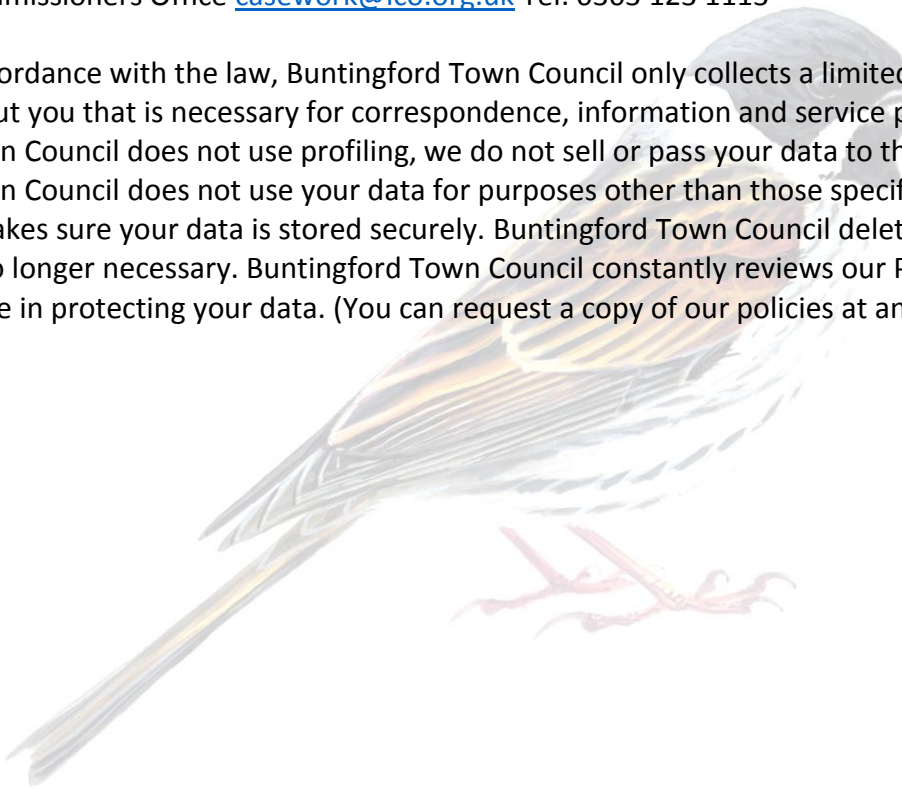 missioners Office casework@ico.org.uk Tel: 0303 123 1113
ordance with the law, Buntingford Town Council only collects a limited
ut you that is necessary for correspondence, information and service p
n Council does not use profiling, we do not sell or pass your data to th
n Council does not use your data for purposes other than those specif
akes sure your data is stored securely. Buntingford Town Council delet
o longer necessary. Buntingford Town Council constantly reviews our P
e in protecting your data. (You can request a copy of our policies at an